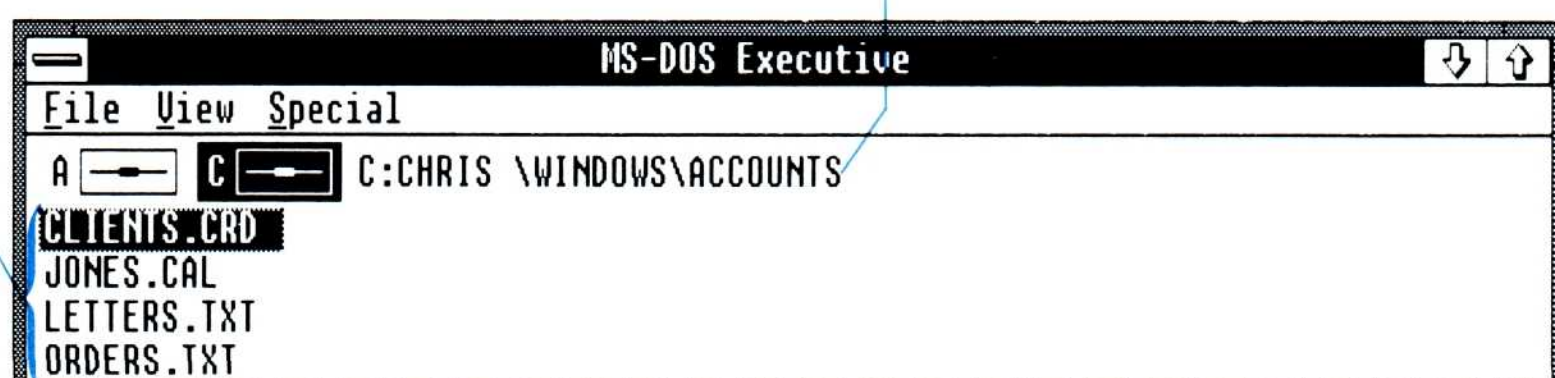 MS-DOS Executive
File View Special
A C C:CHRIS \WINDOWS\ACCOUNTS
CLIENTS.CRD
JONES.CAL
LETTERS.TXT
ORDERS.TXT